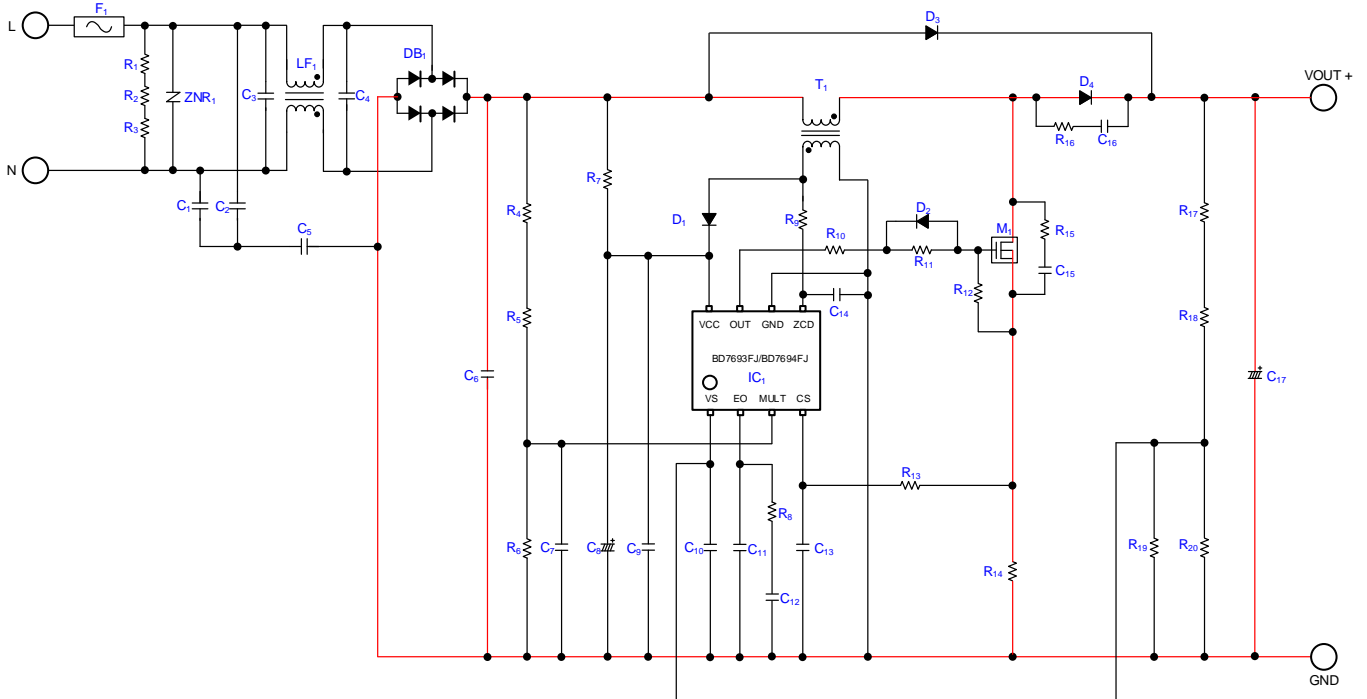 F₁
L
D₃
DB₁
LF₁
R₁
R₂
R₃
ZNR₁
C₃
C₄
T₁
D₄
VOUT +
R₁₆
C₁₆
N
C₁
C₂
C₅
R₇
R₄
D₁
R₉
R₁₀
D₂
R₁₁
M₁
R₁₅
C₁₅
R₁₂
R₁₇
C₁₄
R₅
R₁₈
VCC OUT GND ZCD
BD7693FJ/BD7694FJ
IC₁
VS EO MULT CS
C₆
C₁₇
R₁₃
R₈
R₆
C₇
C₈
C₉
C₁₀
C₁₁
C₁₃
C₁₂
R₁₄
R₁₉
R₂₀
GND